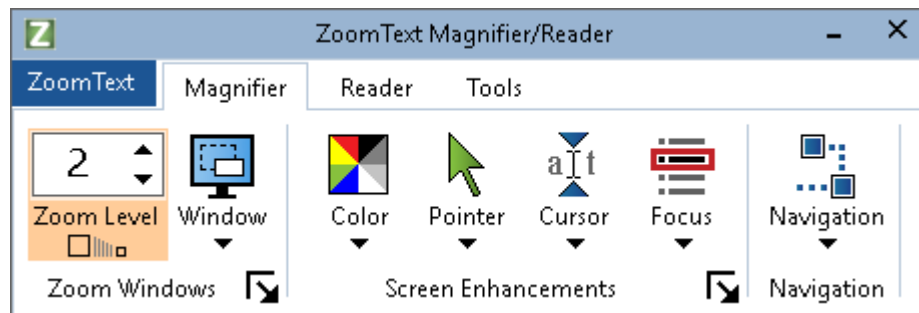 Z ZoomText Magnifier/Reader
ZoomText Magnifier Reader Tools
2
Zoom Level Window Color Pointer aIt Cursor Focus Navigation
Zoom Windows Screen Enhancements Navigation